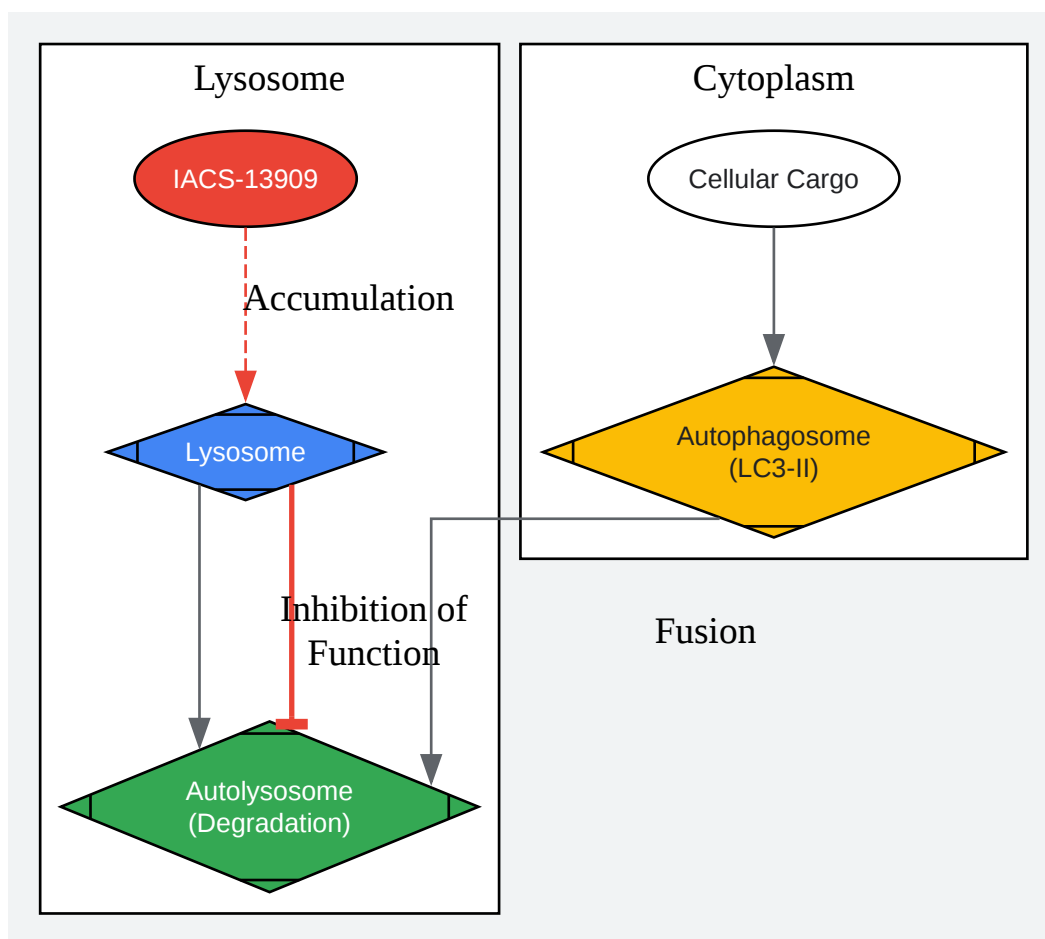 Lysosome
Cytoplasm
IACS-13909
Cellular Cargo
Accumulation
Lysosome
Autophagosome
(LC3-II)
Inhibition of
Function
Fusion
Autolysosome
(Degradation)